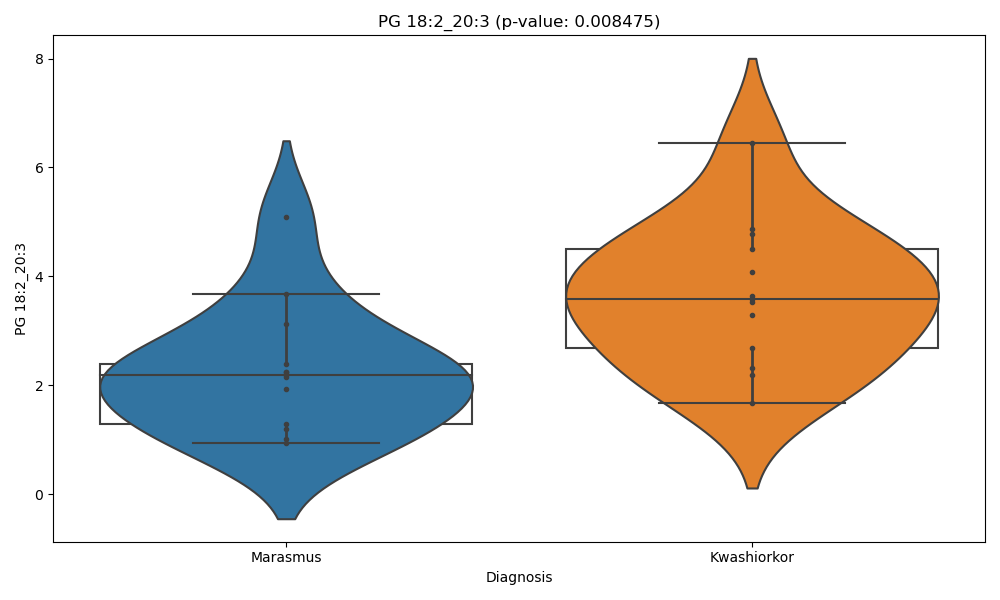 PG 18:2_20:3 (p-value: 0.008475)
8
6
4
2
0
PG 18:2_20:3
Marasmus
Kwashiorkor
Diagnosis